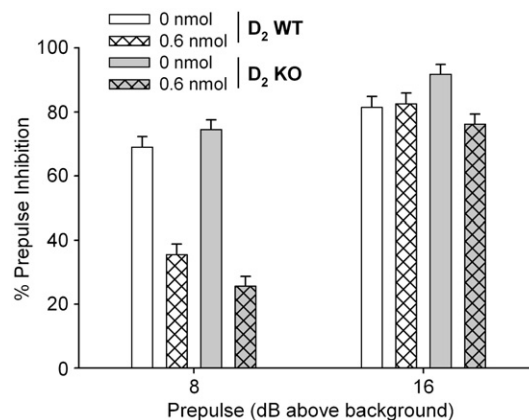 0 nmol
0.6 nmol
D₂ WT
0 nmol
0.6 nmol
D₂ KO
% Prepulse Inhibition
100
80
60
40
20
0
8
16
Prepulse (dB above background)